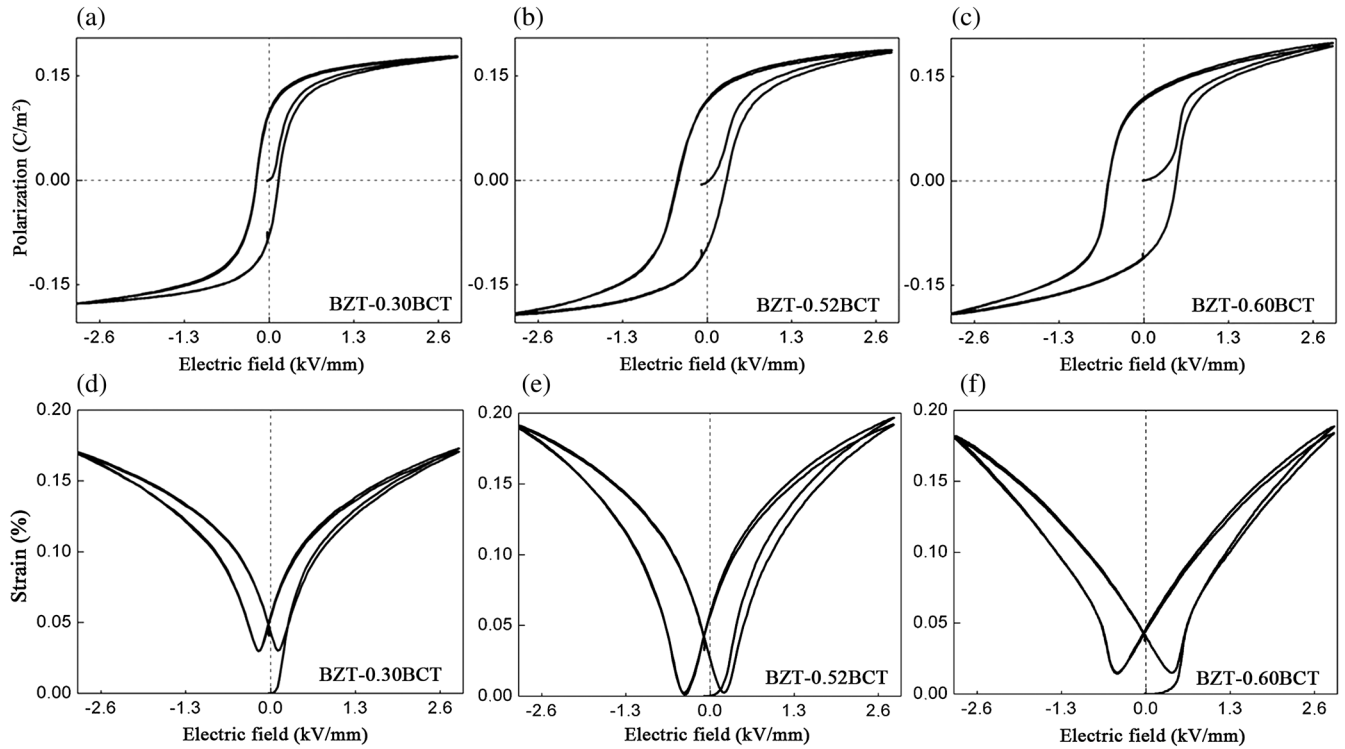 (a) (b) (c)
0.15 0.15 0.15
0.00 0.00 0.00
-0.15 -0.15 -0.15
Polarization (C/m²)
BZT-0.30BCT BZT-0.52BCT BZT-0.60BCT
-2.6 -1.3 0.0 1.3 2.6 -2.6 -1.3 0.0 1.3 2.6 -2.6 -1.3 0.0 1.3 2.6
Electric field (kV/mm) Electric field (kV/mm) Electric field (kV/mm)
(d) (e) (f)
0.20 0.20 0.20
0.15 0.15 0.15
0.10 0.10 0.10
0.05 0.05 0.05
0.00 0.00 0.00
Strain (%)
BZT-0.30BCT BZT-0.52BCT BZT-0.60BCT
-2.6 -1.3 0.0 1.3 2.6 -2.6 -1.3 0.0 1.3 2.6 -2.6 -1.3 0.0 1.3 2.6
Electric field (kV/mm) Electric field (kV/mm) Electric field (kV/mm)